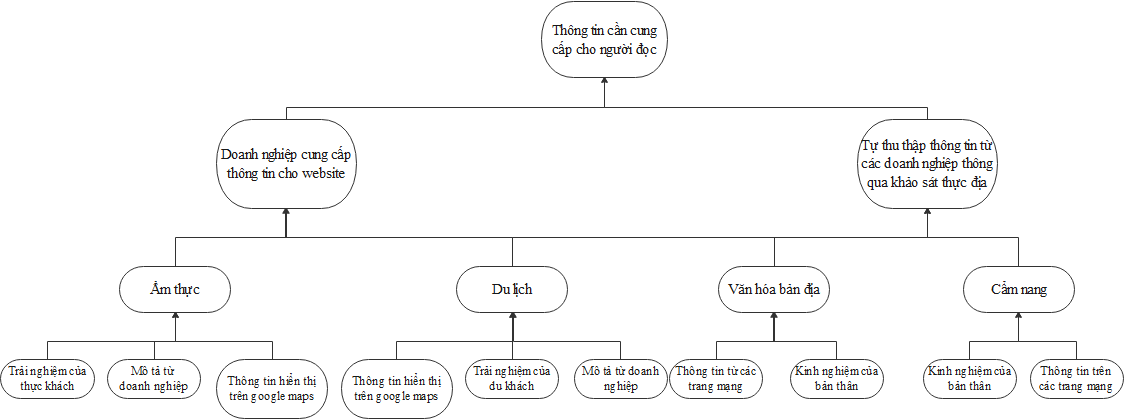 Thông tin cần cung
cấp cho người đọc
Doanh nghiệp cung cấp
thông tin cho website
Tự thu thập thông tin từ
các doanh nghiệp thông
qua khảo sát thực địa
Ẩm thực
Du lịch
Văn hóa bản địa
Cẩm nang
Trải nghiệm của
thực khách
Mô tả từ
doanh nghiệp
Thông tin hiển thị
trên google maps
Thông tin hiển thị
trên google maps
Trải nghiệm của
du khách
Mô tả từ doanh
nghiệp
Thông tin từ các
trang mạng
Kinh nghiệm của
bản thân
Kinh nghiệm của
bản thân
Thông tin trên
các trang mạng